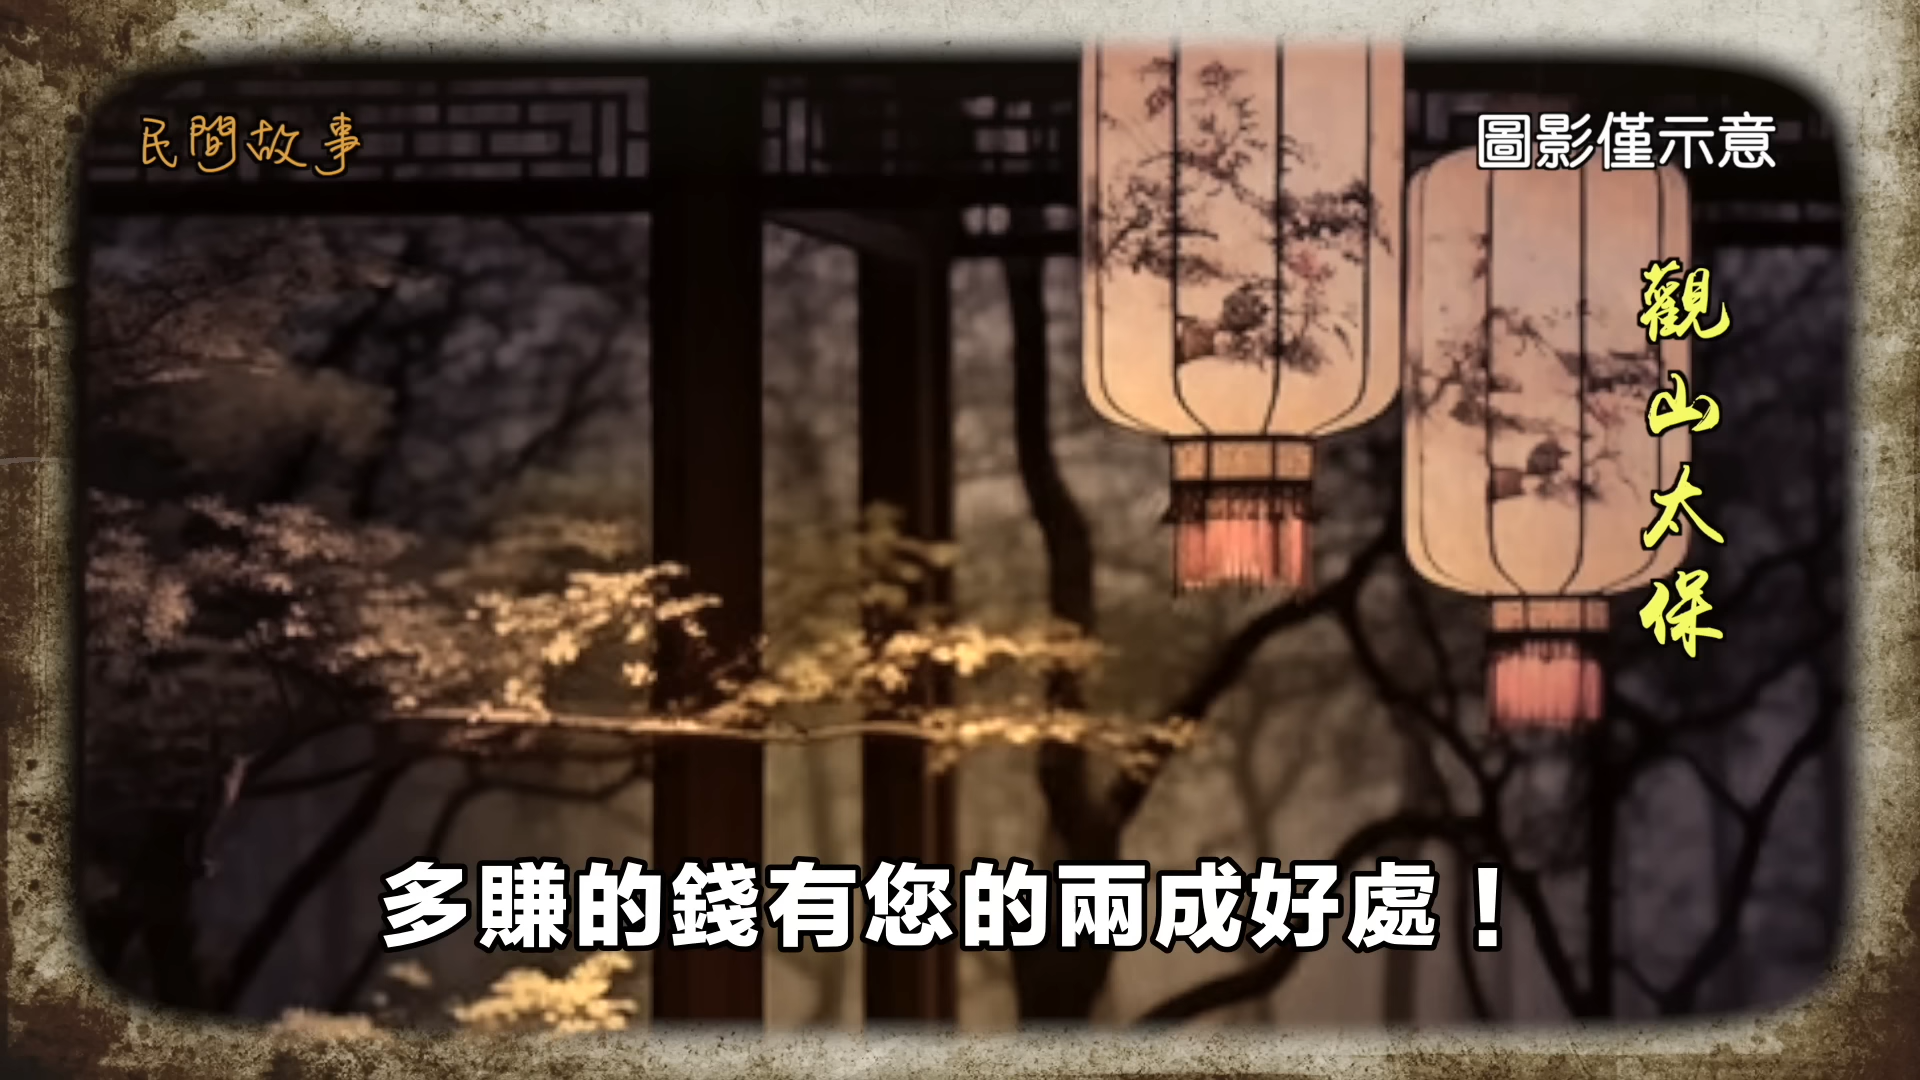 民間故事
圖影僅示意
觀山太保
多賺的錢有您的兩成好處！